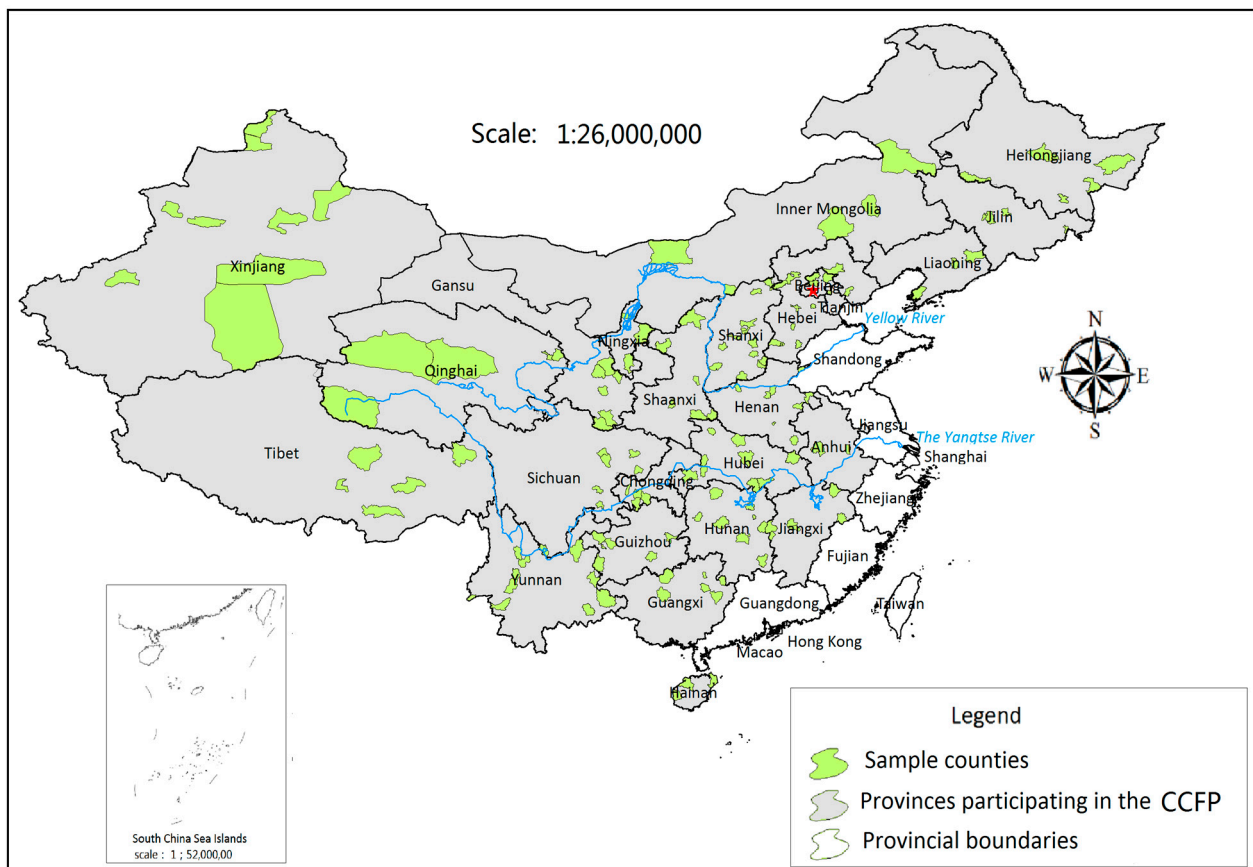 Scale: 1:26,000,000
Heilongjiang
Inner Mongolia
Jilin
Xinjiang
Liaoning
Gansu
Beijing
Tianjin
Hebei
Yellow River
Ningxia
Shanxi
Shandong
Qinghai
N
W
E
S
Shaanxi
Henan
Jiangsu
The Yangtse River
Anhui
Shanghai
Tibet
Hubei
Sichuan
Chongqing
Zhejiang
Hunan
Jiangxi
Guizhou
Fujian
Yunnan
Guangxi
Guangdong
Taiwan
Hong Kong
Macao
Hainan
Legend
Sample counties
Provinces participating in the CCFP
Provincial boundaries
South China Sea Islands
scale : 1 ; 52,000,00